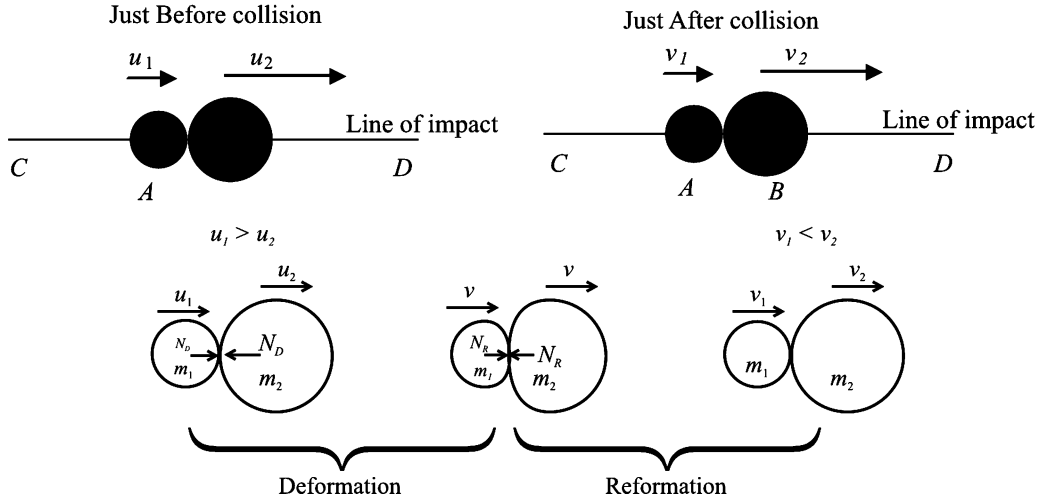 Just Before collision
u1
u2
Line of impact
C
D
A
u1 > u2
Just After collision
v1
v2
Line of impact
C
D
A
B
v1 < v2
u1
u2
ND
ND
m1
m2
v
v
NR
NR
m1
m2
v1
v2
m1
m2
Deformation
Reformation